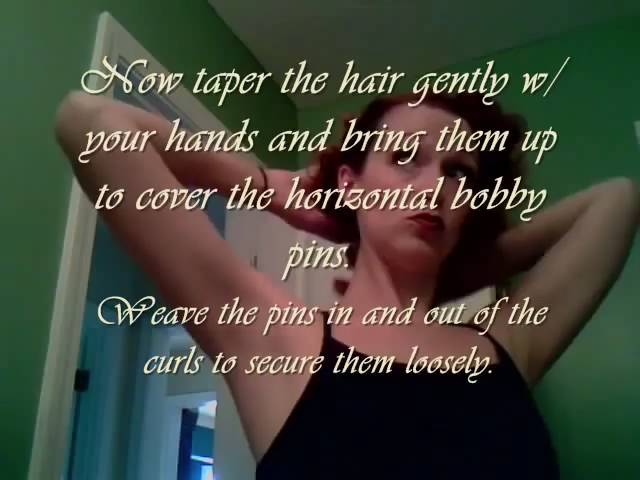 Now taper the hair gently w/
your hands and bring them up
to cover the horizontal bobby
pins.
Weave the pins in and out of the
curls to secure them loosely.